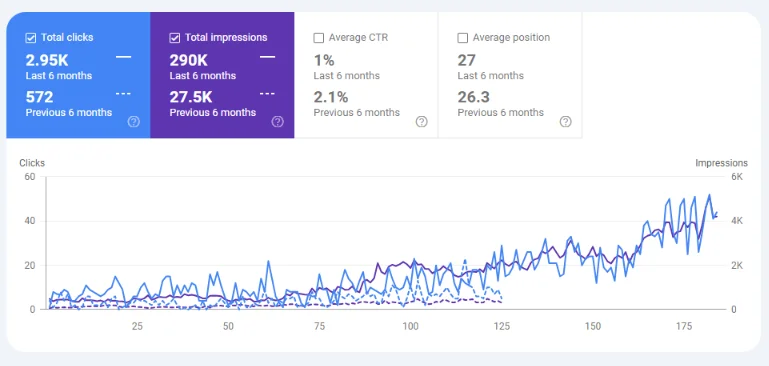 Total clicks
2.95K
Last 6 months
572
Previous 6 months
Total impressions
290K
Last 6 months
27.5K
Previous 6 months
Average CTR
1%
Last 6 months
2.1%
Previous 6 months
Average position
27
Last 6 months
26.3
Previous 6 months
Clicks Impressions
60 6K
40 4K
20 2K
0 0
25 50 75 100 125 150 175